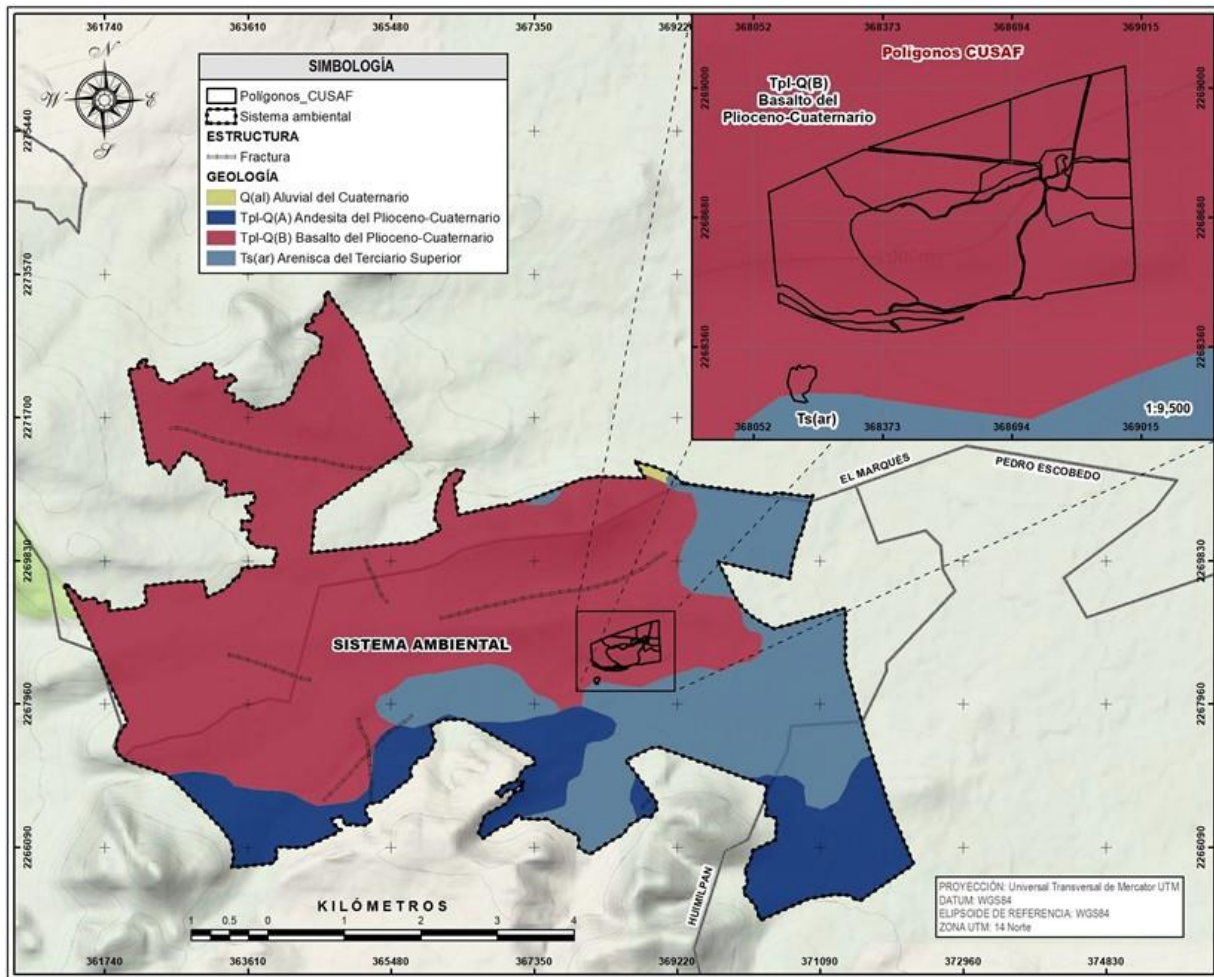 361740
363610
365480
367350
369220
368052
368373
368694
369015
Polígonos CUSAF
Tpl-Q(B)
Basalto del
Plioceno-Cuaternario
2269000
2268680
2268360
2269000
2268680
2268360
Ts(ar)
1:9,500
368052
368373
368694
369015
N
W
E
S
SIMBOLOGÍA
Polígonos_CUSAF
Sistema ambiental
ESTRUCTURA
Fractura
GEOLOGÍA
Q(al) Aluvial del Cuaternario
Tpl-Q(A) Andesita del Plioceno-Cuaternario
Tpl-Q(B) Basalto del Plioceno-Cuaternario
Ts(ar) Arenisca del Terciario Superior
2275440
2273570
2271700
2269830
2267960
2266090
EL MARQUÉS
PEDRO ESCOBEDO
2269830
2267960
2266090
SISTEMA AMBIENTAL
HUIMILPAN
KILÓMETROS
1 0.5 0 1 2 3 4
PROYECCIÓN: Universal Transversal de Mercator UTM
DATUM: WGS84
ELIPSOIDE DE REFERENCIA: WGS84
ZONA UTM: 14 Norte
361740
363610
365480
367350
369220
371090
372960
374830